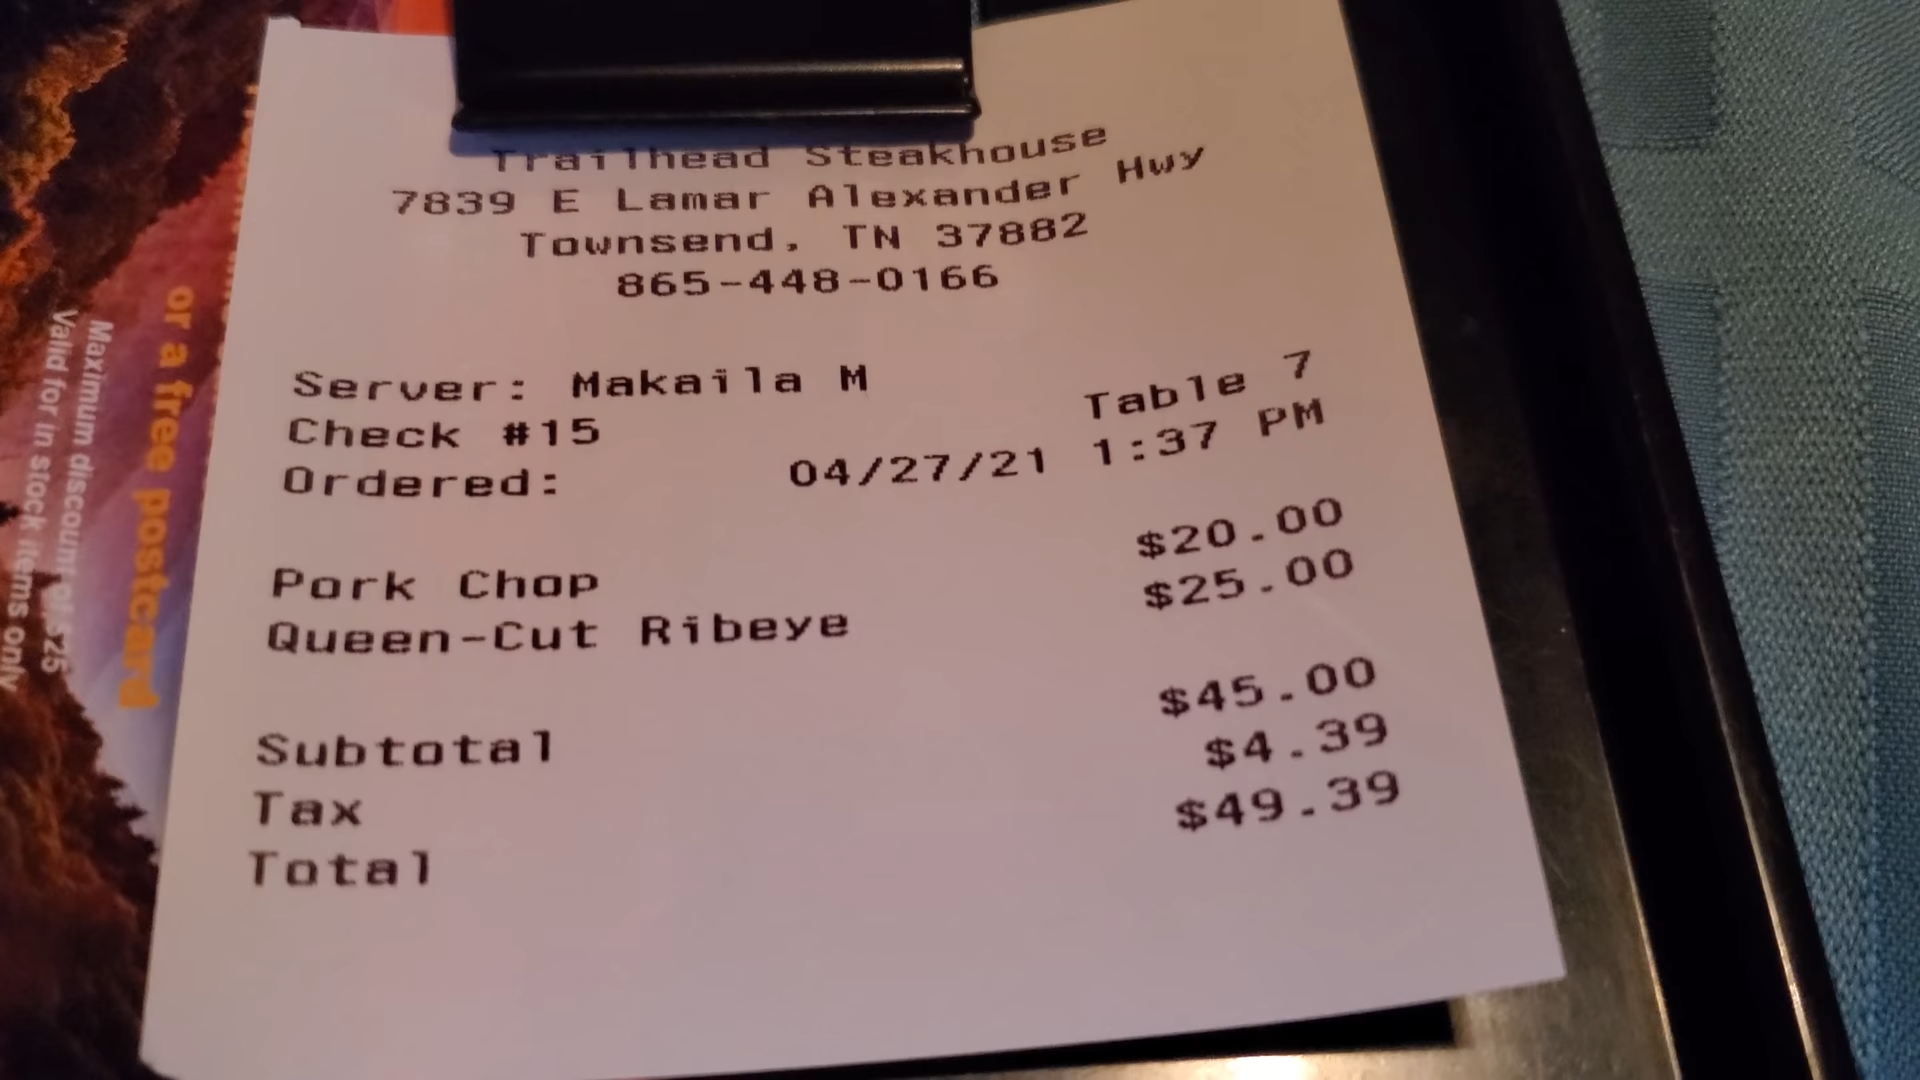 Trailhead Steakhouse
7839 E Lamar Alexander Hwy
Townsend, TN 37882
865-448-0166
Server: Makaila M
Check #15 Table 7
Ordered: 04/27/21 1:37 PM
Pork Chop $20.00
Queen-Cut Ribeye $25.00
Subtotal $45.00
Tax $4.39
Total $49.39
or a free postcard
Maximum discount of $25
Valid for in stock items only